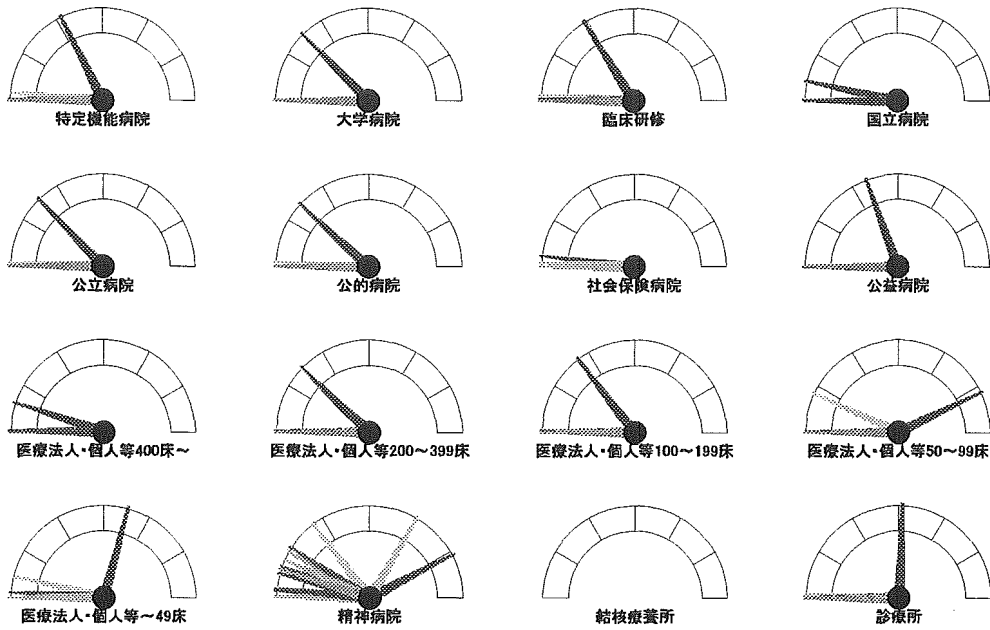 特定機能病院
大学病院
臨床研修
国立病院
公立病院
公的病院
社会保険病院
公益病院
医療法人・個人等400床～
医療法人・個人等200～399床
医療法人・個人等100～199床
医療法人・個人等50～99床
医療法人・個人等～49床
精神病院
結核療養所
診療所